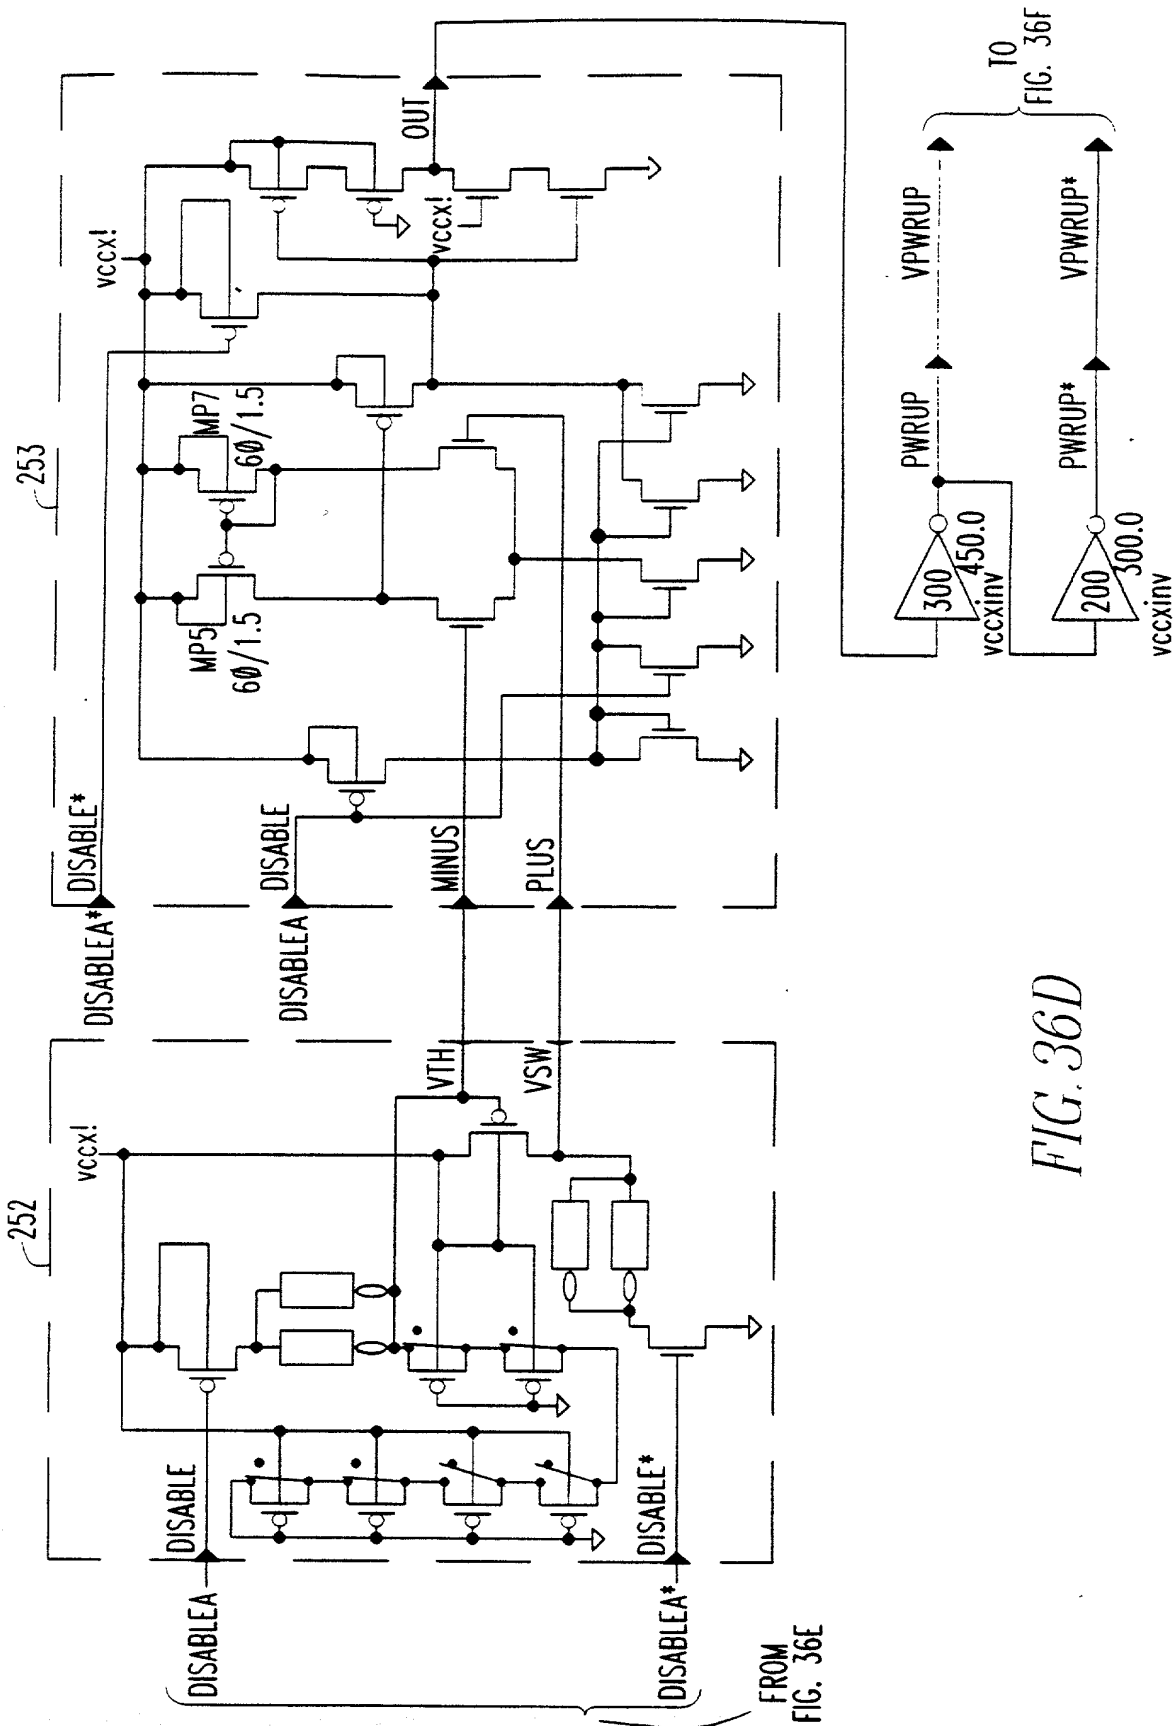 252
253
vccx!
DISABLEA
DISABLE
DISABLEA*
DISABLE*
FROM
FIG. 36E
VTH
VSW
DISABLEA*
DISABLE*
DISABLEA
DISABLE
MINUS
PLUS
MP5
6Ø/1.5
MP7
6Ø/1.5
vccx!
vccx!
OUT
300
450.0
vccxinv
PWRUP
VPWRUP
200
300.0
vccxinv
PWRUP*
VPWRUP*
TO
FIG. 36F
FIG. 36D